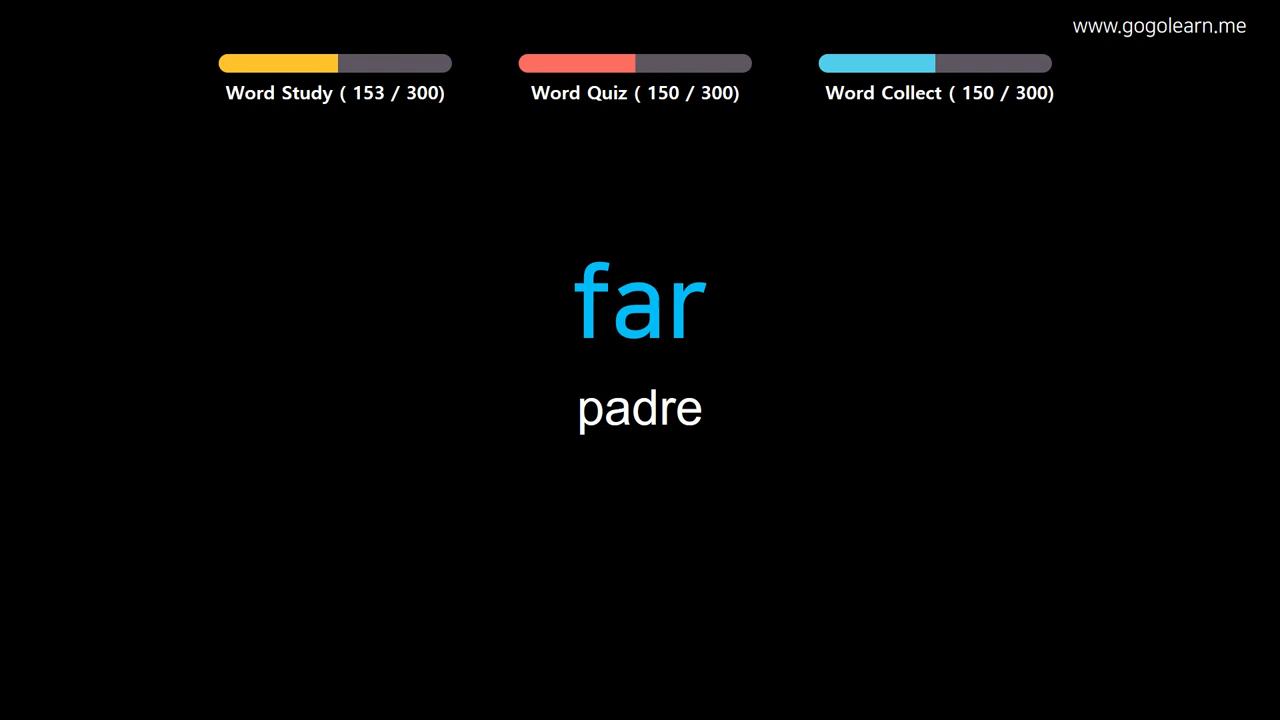 www.gogolearn.me
Word Study ( 153 / 300)
Word Quiz ( 150 / 300)
Word Collect ( 150 / 300)
far
padre